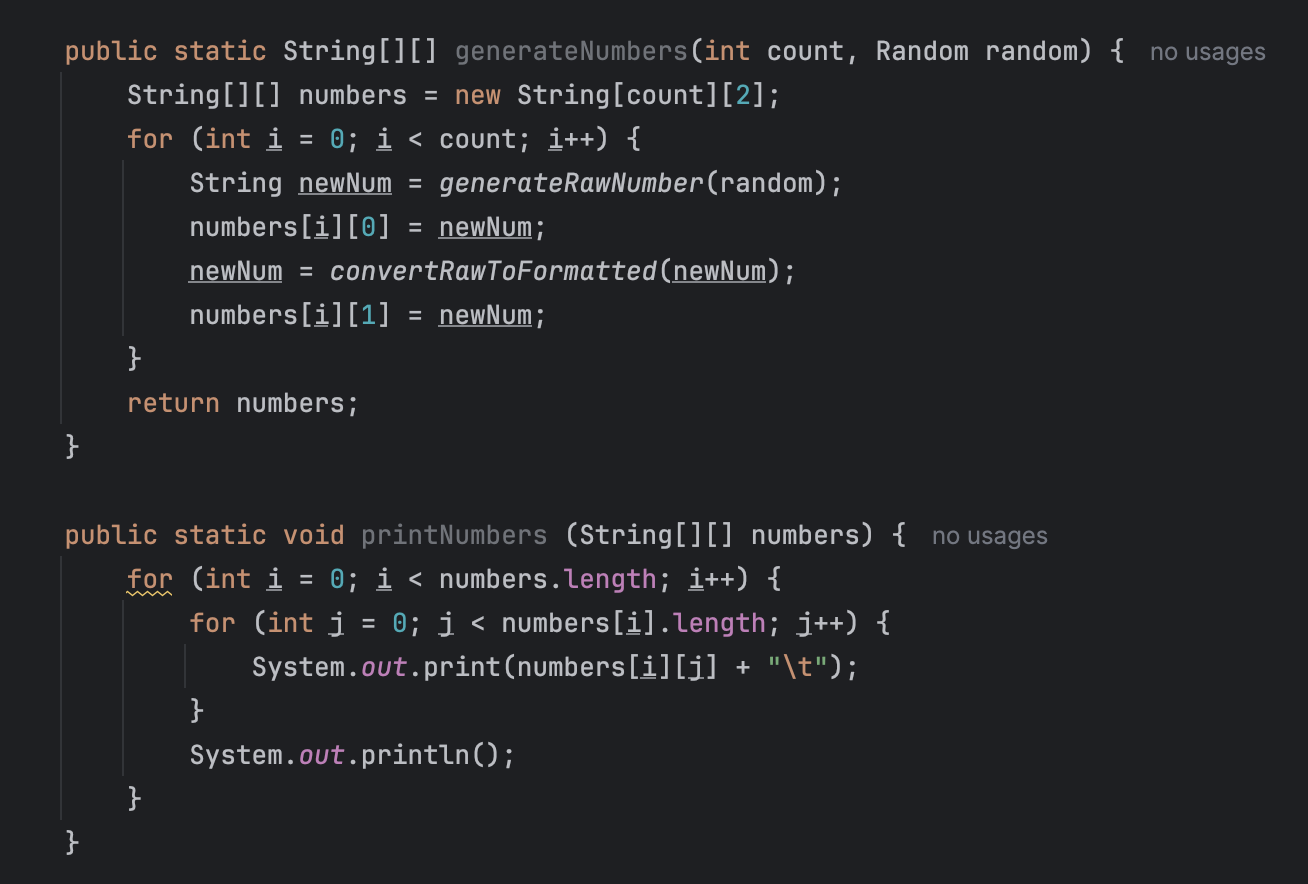 public static String[][] generateNumbers(int count, Random random) { no usages
    String[][] numbers = new String[count][2];
    for (int i = 0; i < count; i++) {
        String newNum = generateRawNumber(random);
        numbers[i][0] = newNum;
        newNum = convertRawToFormatted(newNum);
        numbers[i][1] = newNum;
    }
    return numbers;
}

public static void printNumbers (String[][] numbers) { no usages
    for (int i = 0; i < numbers.length; i++) {
        for (int j = 0; j < numbers[i].length; j++) {
            System.out.print(numbers[i][j] + "\t");
        }
        System.out.println();
    }
}